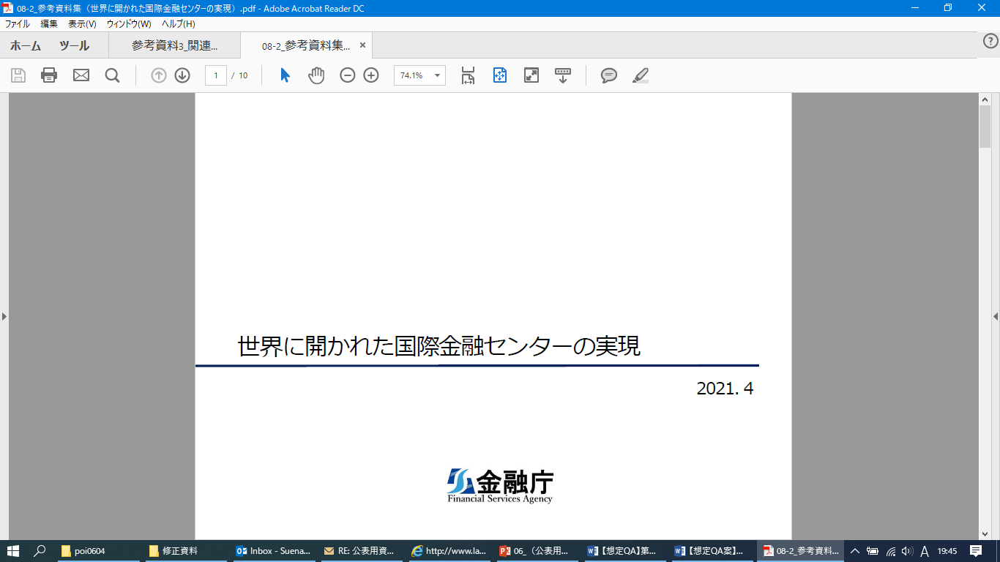 08-2_参考資料集（世界に開かれた国際金融センターの実現）.pdf - Adobe Acrobat Reader DC
ファイル 編集 表示(V) ウィンドウ(W) ヘルプ(H)
ホーム ツール 参考資料3_関連... 08-2_参考資料集... ×
1 / 10 74.1%
世界に開かれた国際金融センターの実現
2021. 4
金融庁
Financial Services Agency
poi0604 修正資料 Inbox - Suena... RE: 公表用資... http://www.la... 06_（公表用... 【想定QA】第... 【想定QA案】... 08-2_参考資料... A 19:45